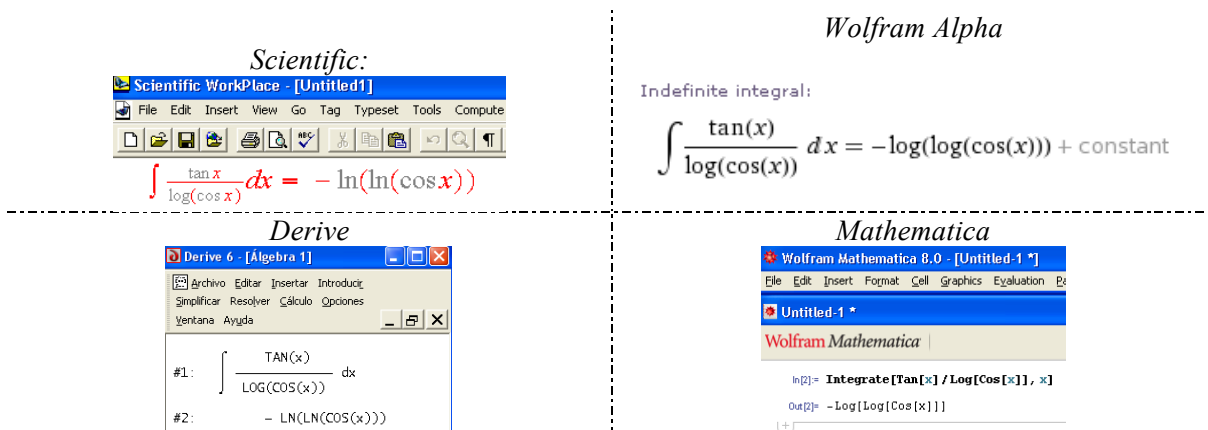 Scientific:
Scientific WorkPlace - [Untitled1]
File Edit Insert View Go Tag Typeset Tools Compute
∫ tan x / log(cos x) dx = - ln(ln(cos x))
Wolfram Alpha
Indefinite integral:
∫ tan(x) / log(cos(x)) dx = -log(log(cos(x))) + constant
Derive
Derive 6 - [Álgebra 1]
Archivo Editar Insertar Introducir
Simplificar Resolver Cálculo Opciones
Ventana Ayuda
#1: ∫ TAN(x) / LOG(COS(x)) dx
#2: - LN(LN(COS(x)))
Mathematica
Wolfram Mathematica 8.0 - [Untitled-1 *]
File Edit Insert Format Cell Graphics Evaluation Pa
Untitled-1 *
Wolfram Mathematica
In[2]:= Integrate[Tan[x] / Log[Cos[x]], x]
Out[2]= -Log[Log[Cos[x]]]